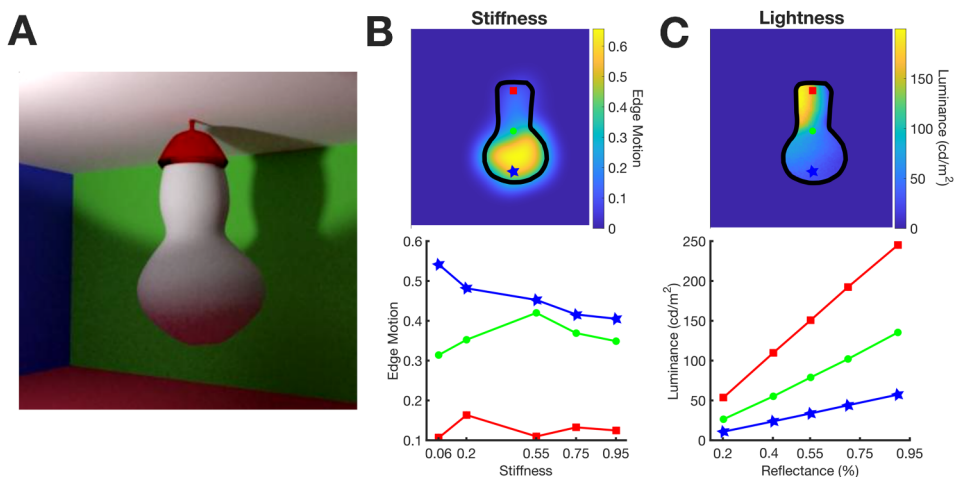 A
B
C
Stiffness
0.6
0.5
0.4
0.3
0.2
0.1
0
Edge Motion
Lightness
150
100
50
0
Luminance (cd/m²)
0.6
0.5
0.4
0.3
0.2
0.1
Edge Motion
0.06 0.2 0.55 0.75 0.95
Stiffness
250
200
150
100
50
0
Luminance (cd/m²)
0.2 0.4 0.55 0.75 0.95
Reflectance (%)